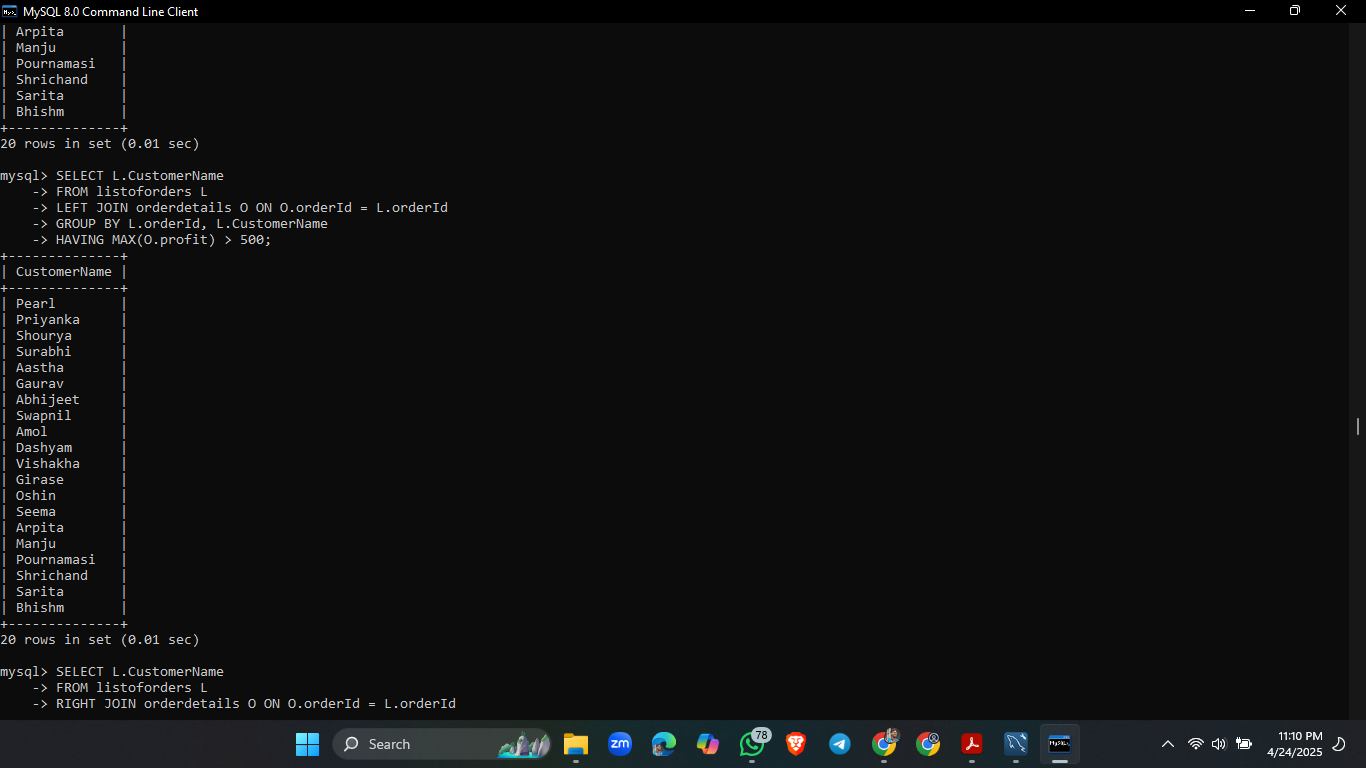 MySQL 8.0 Command Line Client
| Arpita       |
| Manju        |
| Pournamasi   |
| Shrichand    |
| Sarita       |
| Bhishm       |
+--------------+
20 rows in set (0.01 sec)
mysql> SELECT L.CustomerName
    -> FROM listoforders L
    -> LEFT JOIN orderdetails O ON O.orderId = L.orderId
    -> GROUP BY L.orderId, L.CustomerName
    -> HAVING MAX(O.profit) > 500;
+--------------+
| CustomerName |
+--------------+
| Pearl        |
| Priyanka     |
| Shourya      |
| Surabhi      |
| Aastha       |
| Gaurav       |
| Abhijeet     |
| Swapnil      |
| Amol         |
| Dashyam      |
| Vishakha     |
| Girase       |
| Oshin        |
| Seema        |
| Arpita       |
| Manju        |
| Pournamasi   |
| Shrichand    |
| Sarita       |
| Bhishm       |
+--------------+
20 rows in set (0.01 sec)
mysql> SELECT L.CustomerName
    -> FROM listoforders L
    -> RIGHT JOIN orderdetails O ON O.orderId = L.orderId
Search
zm
78
11:10 PM
4/24/2025